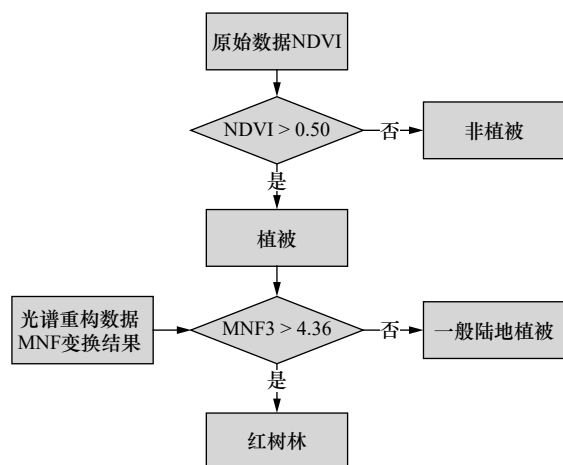 原始数据NDVI
NDVI > 0.50
否
非植被
是
植被
光谱重构数据
MNF变换结果
MNF3 > 4.36
否
一般陆地植被
是
红树林